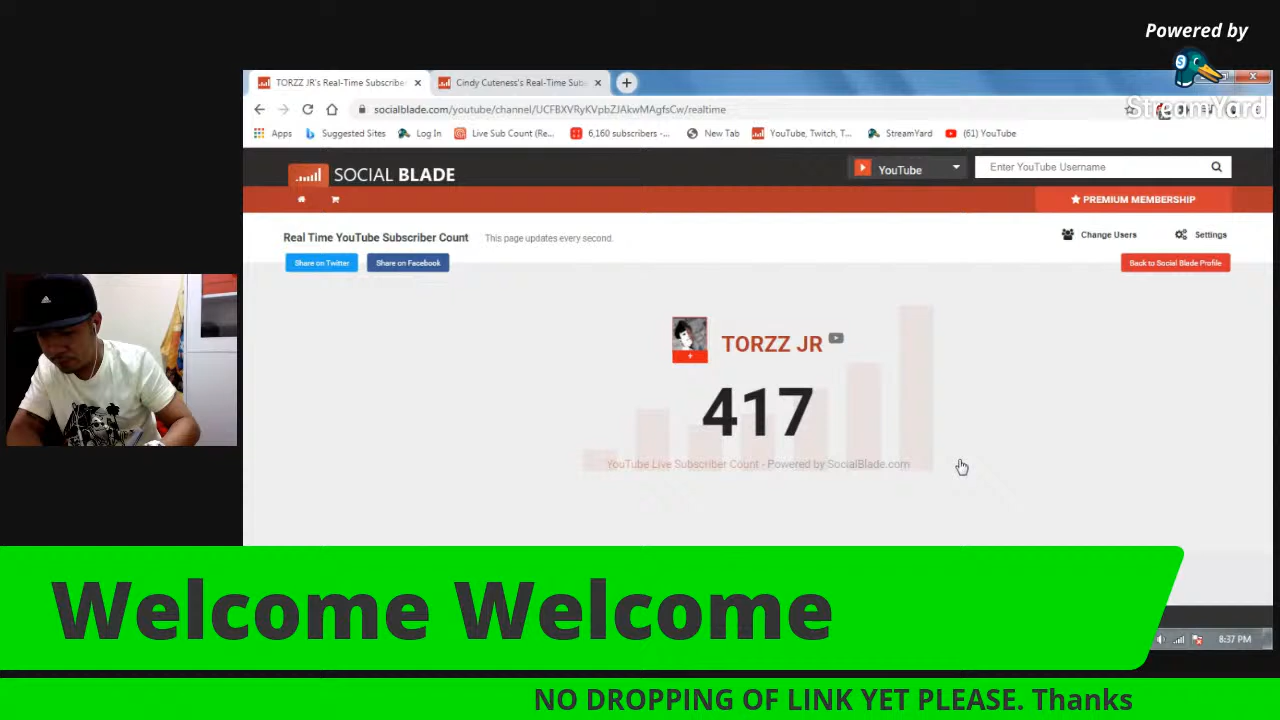 Powered by
StreamYard
TORZZ JR's Real-Time Subscribe
Cindy Cuteness's Real-Time Sub
socialblade.com/youtube/channel/UCFBXVRyKVpbZJAkwMAgfsCw/realtime
Apps Suggested Sites Log In Live Sub Count (Re... 6,160 subscribers -... New Tab YouTube, Twitch, T... StreamYard (61) YouTube
SOCIAL BLADE
YouTube
Enter YouTube Username
PREMIUM MEMBERSHIP
Real Time YouTube Subscriber Count This page updates every second.
Change Users Settings
Share on Twitter Share on Facebook
Back to Social Blade Profile
TORZZ JR
417
YouTube Live Subscriber Count - Powered by SocialBlade.com
Welcome Welcome
8:37 PM
NO DROPPING OF LINK YET PLEASE. Thanks